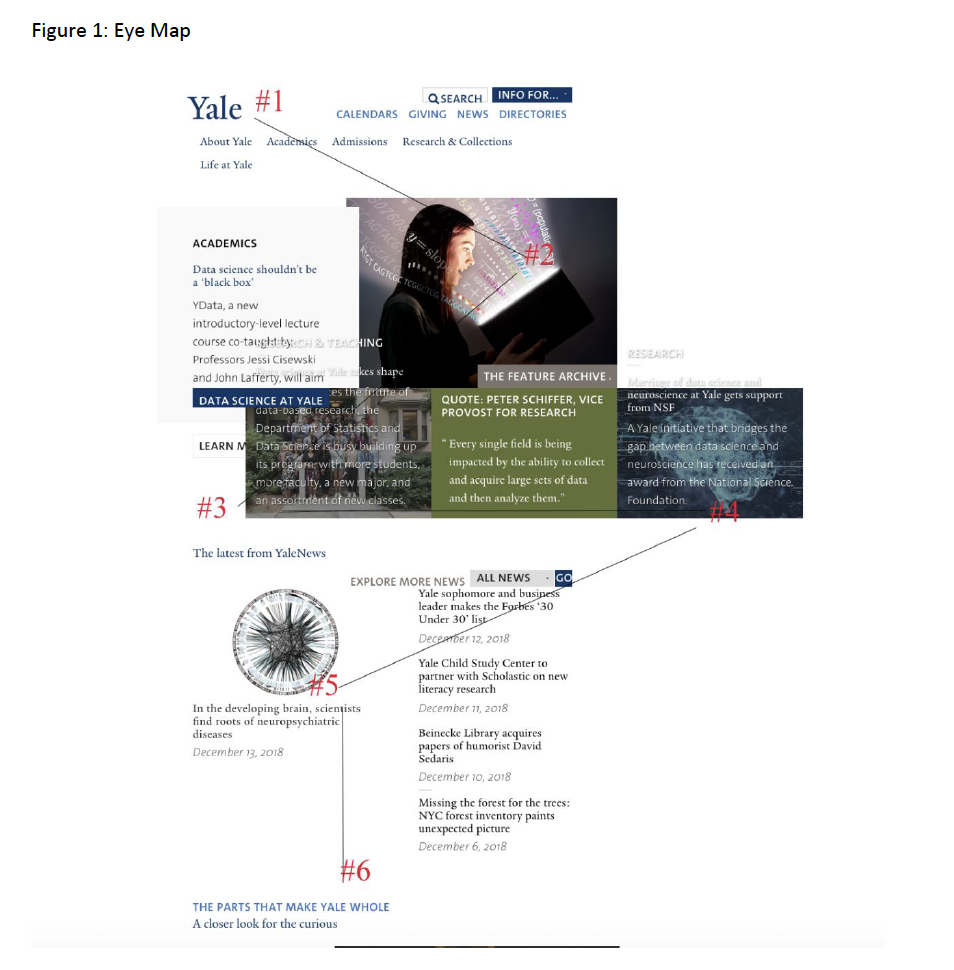 Figure 1: Eye Map
Yale #1
SEARCH
INFO FOR...
CALENDARS GIVING NEWS DIRECTORIES
About Yale Academics Admissions Research & Collections
Life at Yale
#2
ACADEMICS
Data science shouldn't be
a 'black box'
YData, a new
introductory-level lecture
course co-taught by
Professors Jessi Cisewski
and John Lafferty, will aim
DATA SCIENCE AT YALE
LEARN M
THE FEATURE ARCHIVE
RESEARCH & TEACHING
Data science at Yale takes shape
es the future of
data-based research, the
Department of Statistics and
Data Science is busy building up
its program with more students,
more faculty, a new major, and
an assortment of new classes.
QUOTE: PETER SCHIFFER, VICE
PROVOST FOR RESEARCH
“Every single field is being
impacted by the ability to collect
and acquire large sets of data
and then analyze them.”
RESEARCH
Marriage of data science and
neuroscience at Yale gets support
from NSF
A Yale initiative that bridges the
gap between data science and
neuroscience has received an
award from the National Science
Foundation.
#3
#4
The latest from YaleNews
EXPLORE MORE NEWS ALL NEWS GO
#5
In the developing brain, scientists
find roots of neuropsychiatric
diseases
December 13, 2018
Yale sophomore and business
leader makes the Forbes ‘30
Under 30’ list
December 12, 2018
Yale Child Study Center to
partner with Scholastic on new
literacy research
December 11, 2018
Beinecke Library acquires
papers of humorist David
Sedaris
December 10, 2018
Missing the forest for the trees:
NYC forest inventory paints
unexpected picture
December 6, 2018
#6
THE PARTS THAT MAKE YALE WHOLE
A closer look for the curious